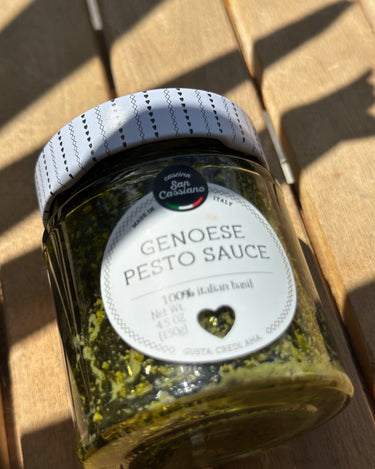 cascina
San
Cassiano
MADE IN ITALY
GENOESE
PESTO SAUCE
100% italian basil
Net Wt
4.5 OZ
(130g)
GUSTA, CREDI, AMA.